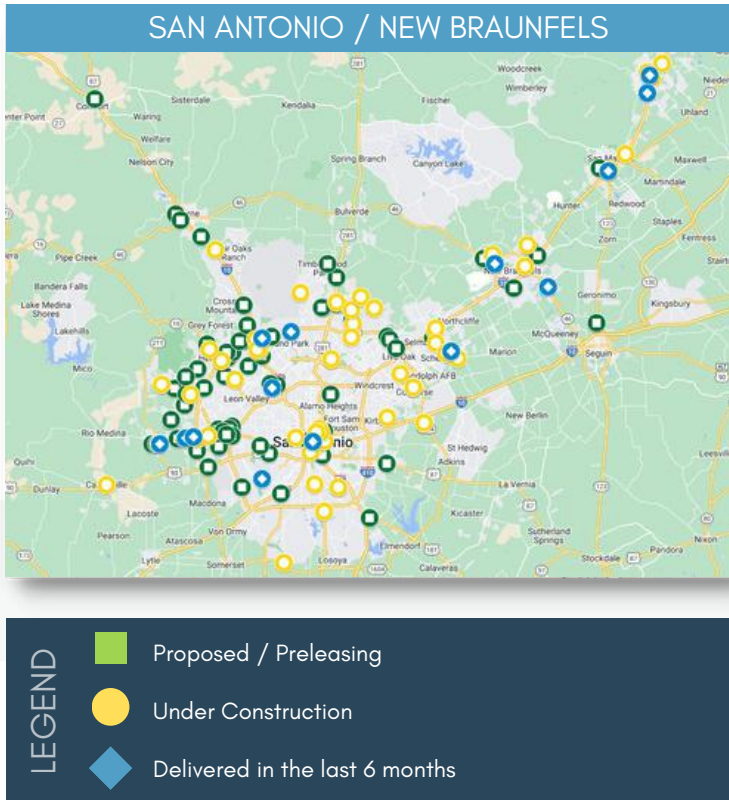 SAN ANTONIO / NEW BRAUNFELS
Woodcreek
Wimberley
Sisterdale
Kendalia
Fischer
Uhland
Waring
Welfare
Nelson City
Spring Branch
Canyon Lake
Maxwell
Martindale
Redwood
Hunter
Bulverde
Staples
Zorn
Fentress
Pipe Creek
Bandera Falls
Lake Medina
Shores
Lakehills
Geronimo
Kingsbury
Grey Forest
McQueeney
Seguin
Marion
Mico
Windcrest
Leon Valley
Alamo Heights
New Berlin
Rio Medina
St Hedwig
Adkins
Quihi
Dunlay
La Vernia
Lacoste
Macdona
Pearson
Von Ormy
Atascosa
Kicaster
Sutherland
Springs
Elmendorf
Lytle
Somerset
Losoya
Calaveras
Stockdale
Pandora
Nixon
LEGEND
Proposed / Preleasing
Under Construction
Delivered in the last 6 months